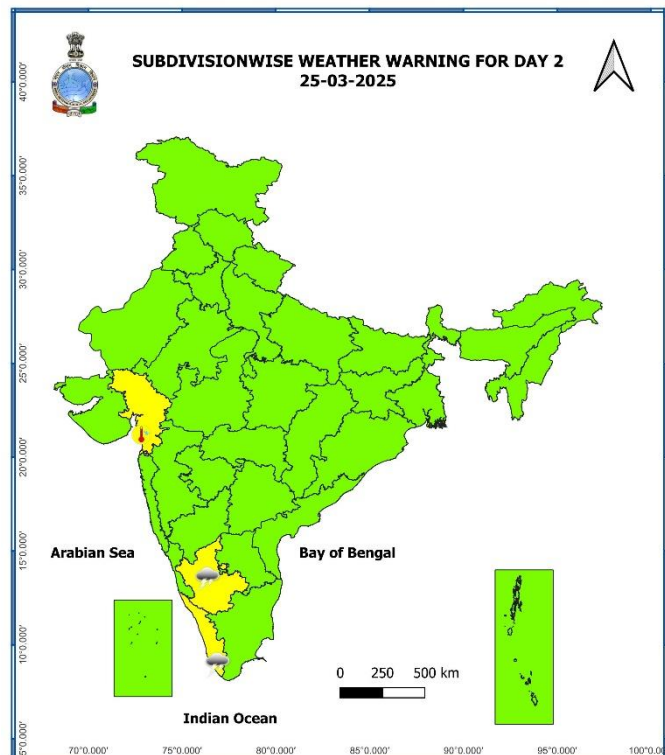 SUBDIVISIONWISE WEATHER WARNING FOR DAY 2
25-03-2025
40°0.000'
35°0.000'
30°0.000'
25°0.000'
20°0.000'
15°0.000'
10°0.000'
5°0.000'
Arabian Sea
Bay of Bengal
0 250 500 km
Indian Ocean
70°0.000' 75°0.000' 80°0.000' 85°0.000' 90°0.000' 95°0.000' 100°0.00